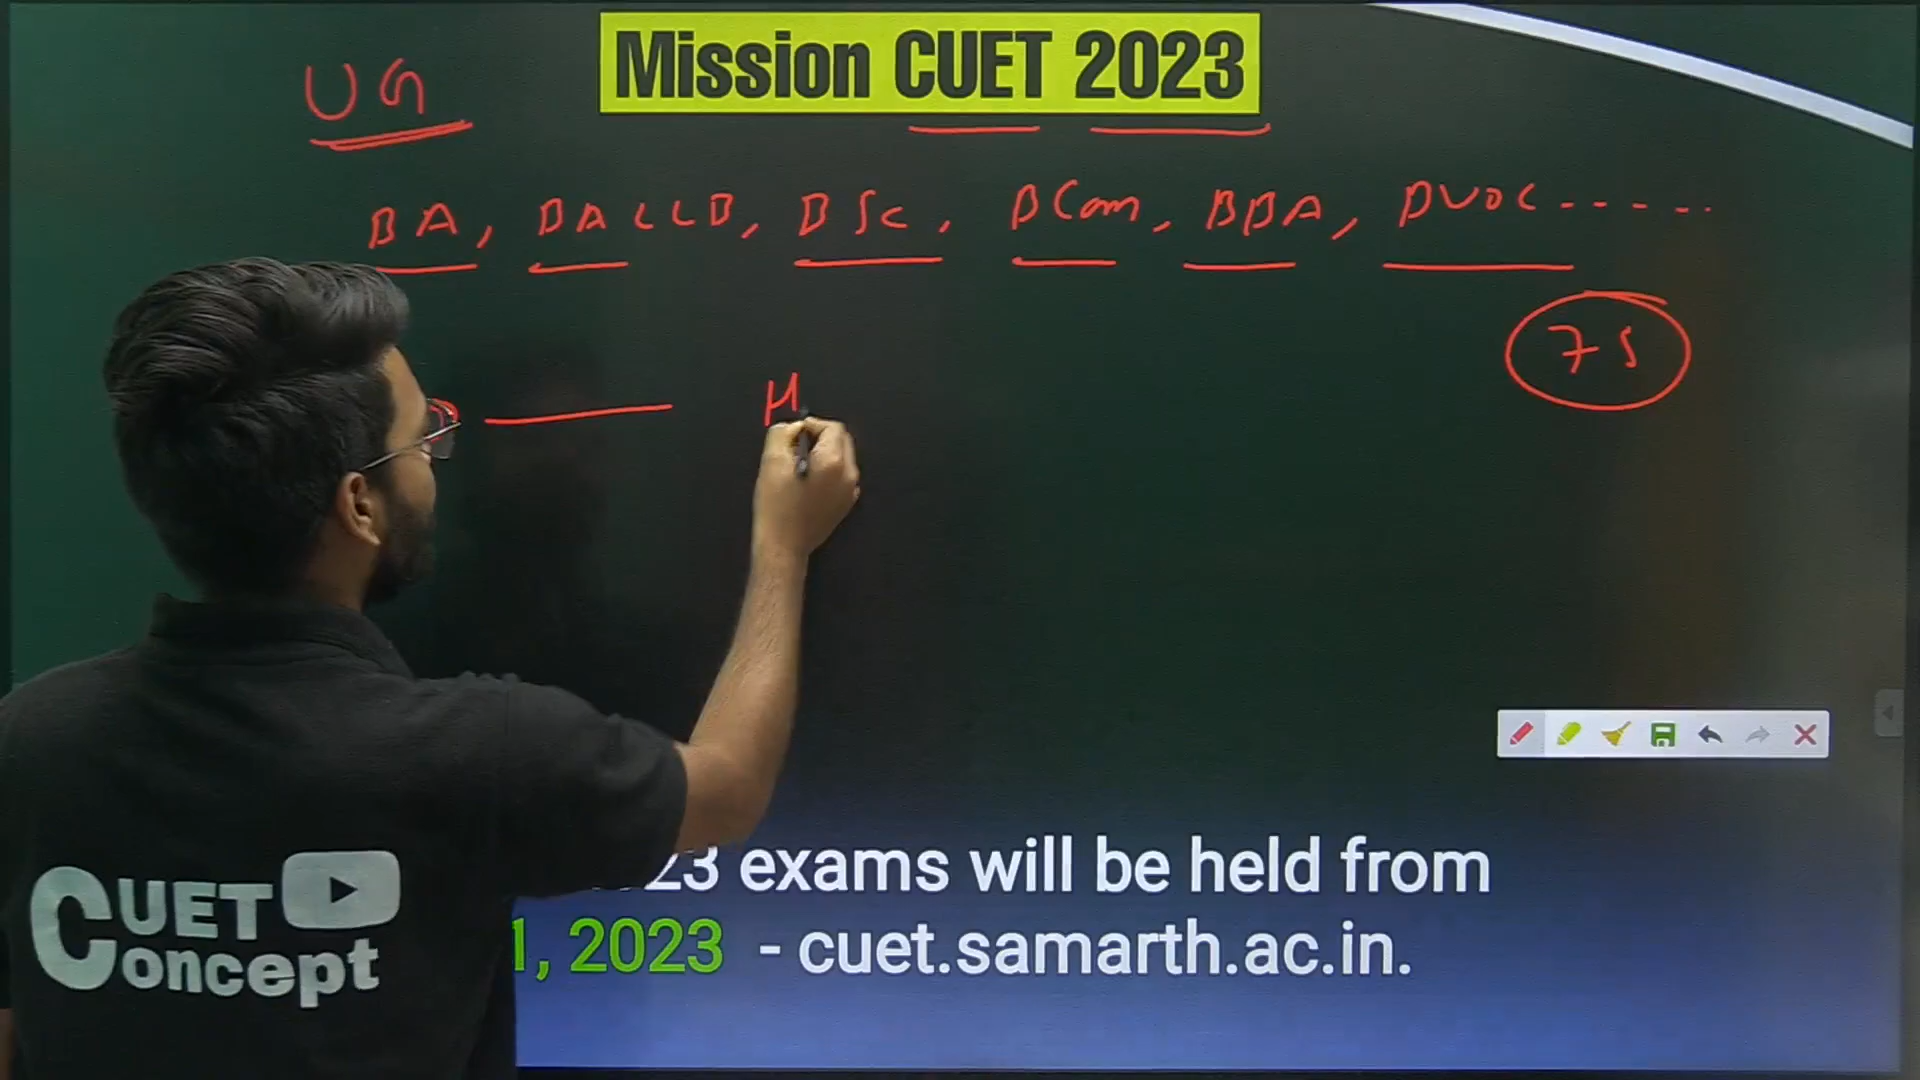 Mission CUET 2023
UG
BA, BALLB, BSc, BCom, BBA, BVOC......
75
H
23 exams will be held from
1, 2023 - cuet.samarth.ac.in.
CUET
Concept